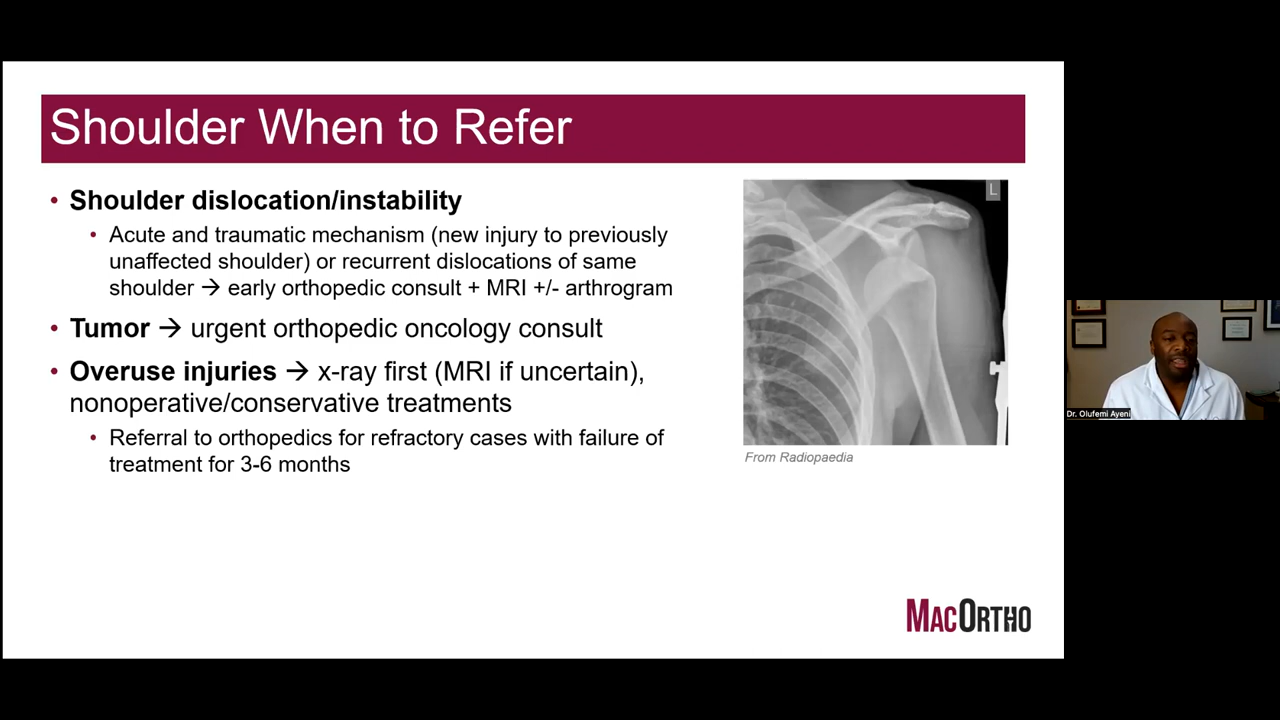 Shoulder When to Refer
• Shoulder dislocation/instability
• Acute and traumatic mechanism (new injury to previously
unaffected shoulder) or recurrent dislocations of same
shoulder → early orthopedic consult + MRI +/- arthrogram
• Tumor → urgent orthopedic oncology consult
• Overuse injuries → x-ray first (MRI if uncertain),
nonoperative/conservative treatments
• Referral to orthopedics for refractory cases with failure of
treatment for 3-6 months
L
From Radiopaedia
MACORTHO
Dr. Olufemi Ayeni